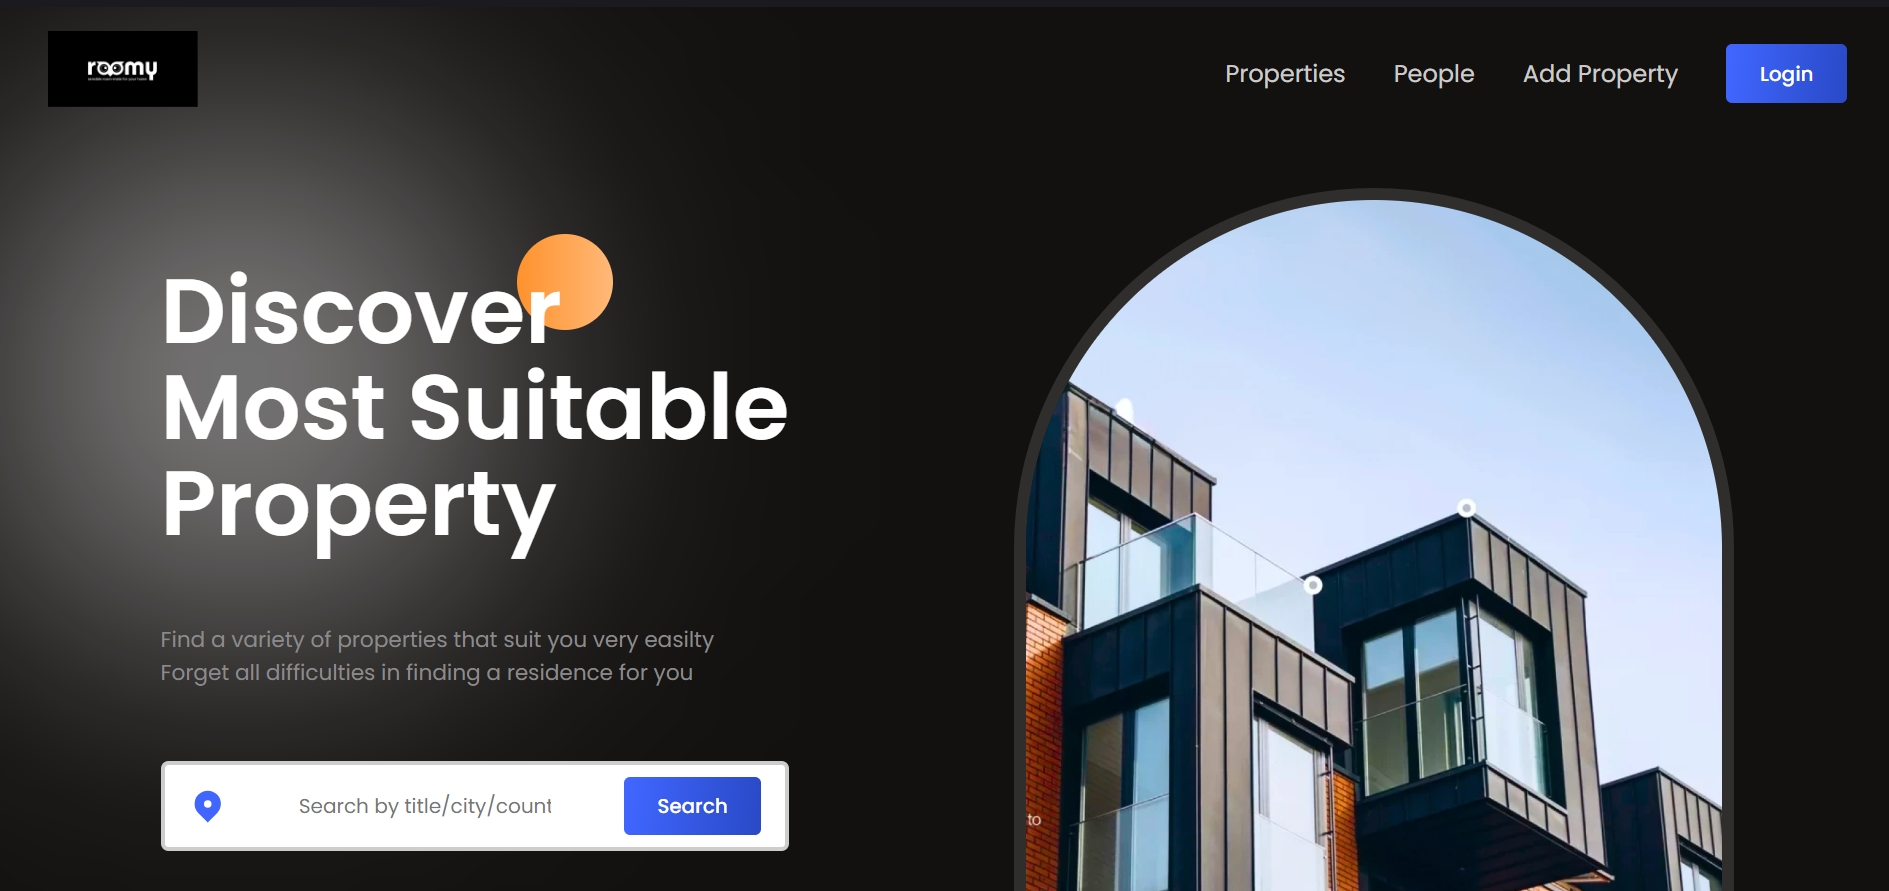 roomy
Properties
People
Add Property
Login
Discover
Most Suitable
Property
Find a variety of properties that suit you very easilty
Forget all difficulties in finding a residence for you
Search by title/city/count
Search
to